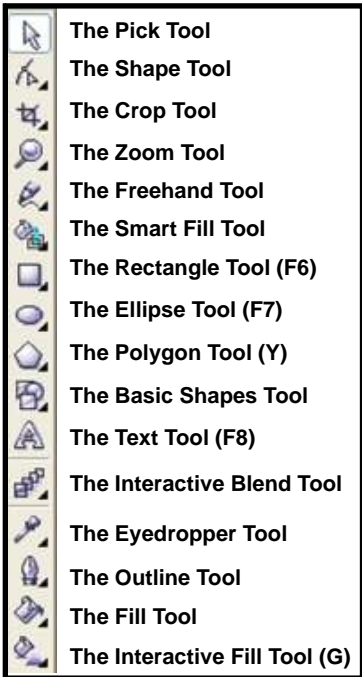 The Pick Tool
The Shape Tool
The Crop Tool
The Zoom Tool
The Freehand Tool
The Smart Fill Tool
The Rectangle Tool (F6)
The Ellipse Tool (F7)
The Polygon Tool (Y)
The Basic Shapes Tool
The Text Tool (F8)
The Interactive Blend Tool
The Eyedropper Tool
The Outline Tool
The Fill Tool
The Interactive Fill Tool (G)